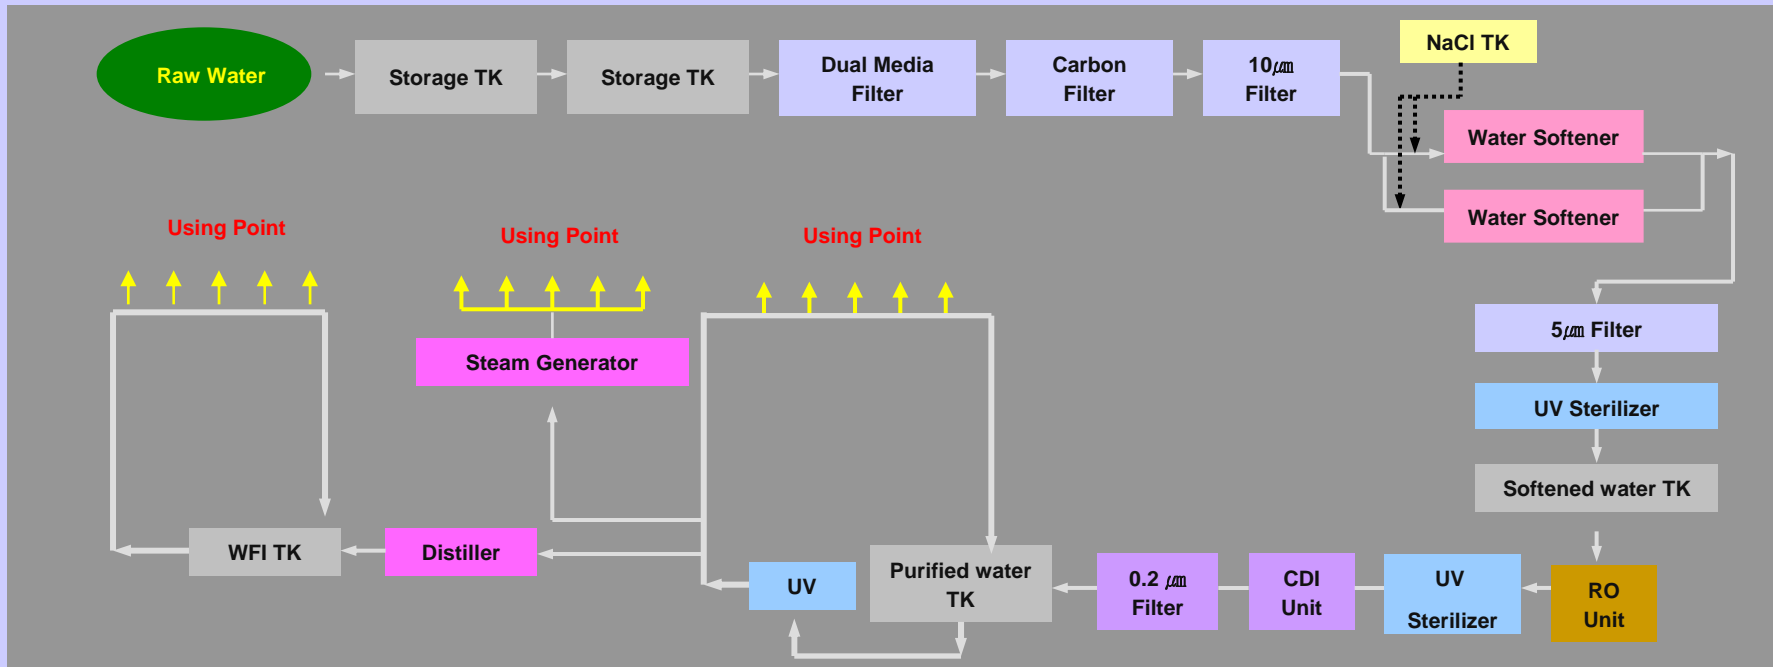 Raw Water
Storage TK
Storage TK
Dual Media
Filter
Carbon
Filter
10㎛
Filter
NaCl TK
Water Softener
Water Softener
Using Point
Using Point
Using Point
5㎛ Filter
Steam Generator
UV Sterilizer
Softened water TK
WFI TK
Distiller
UV
Purified water
TK
0.2 ㎛
Filter
CDI
Unit
UV
Sterilizer
RO
Unit